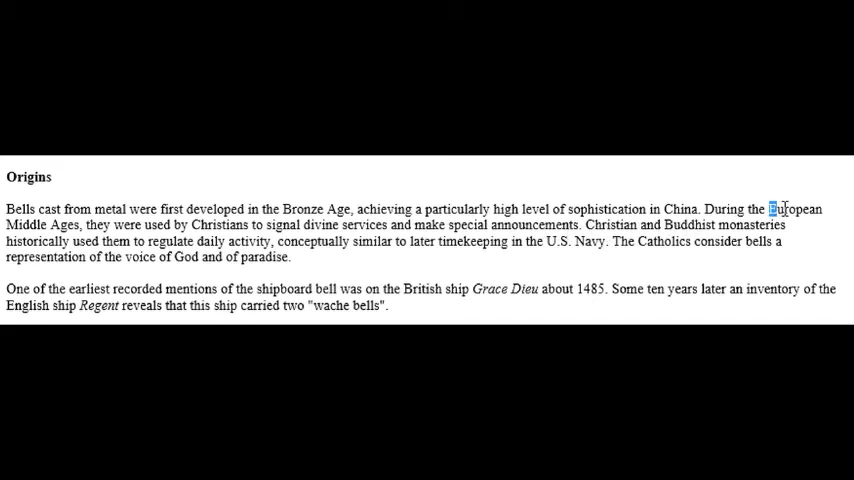 Origins
Bells cast from metal were first developed in the Bronze Age, achieving a particularly high level of sophistication in China. During the European
Middle Ages, they were used by Christians to signal divine services and make special announcements. Christian and Buddhist monasteries
historically used them to regulate daily activity, conceptually similar to later timekeeping in the U.S. Navy. The Catholics consider bells a
representation of the voice of God and of paradise.
One of the earliest recorded mentions of the shipboard bell was on the British ship Grace Dieu about 1485. Some ten years later an inventory of the
English ship Regent reveals that this ship carried two "wache bells".